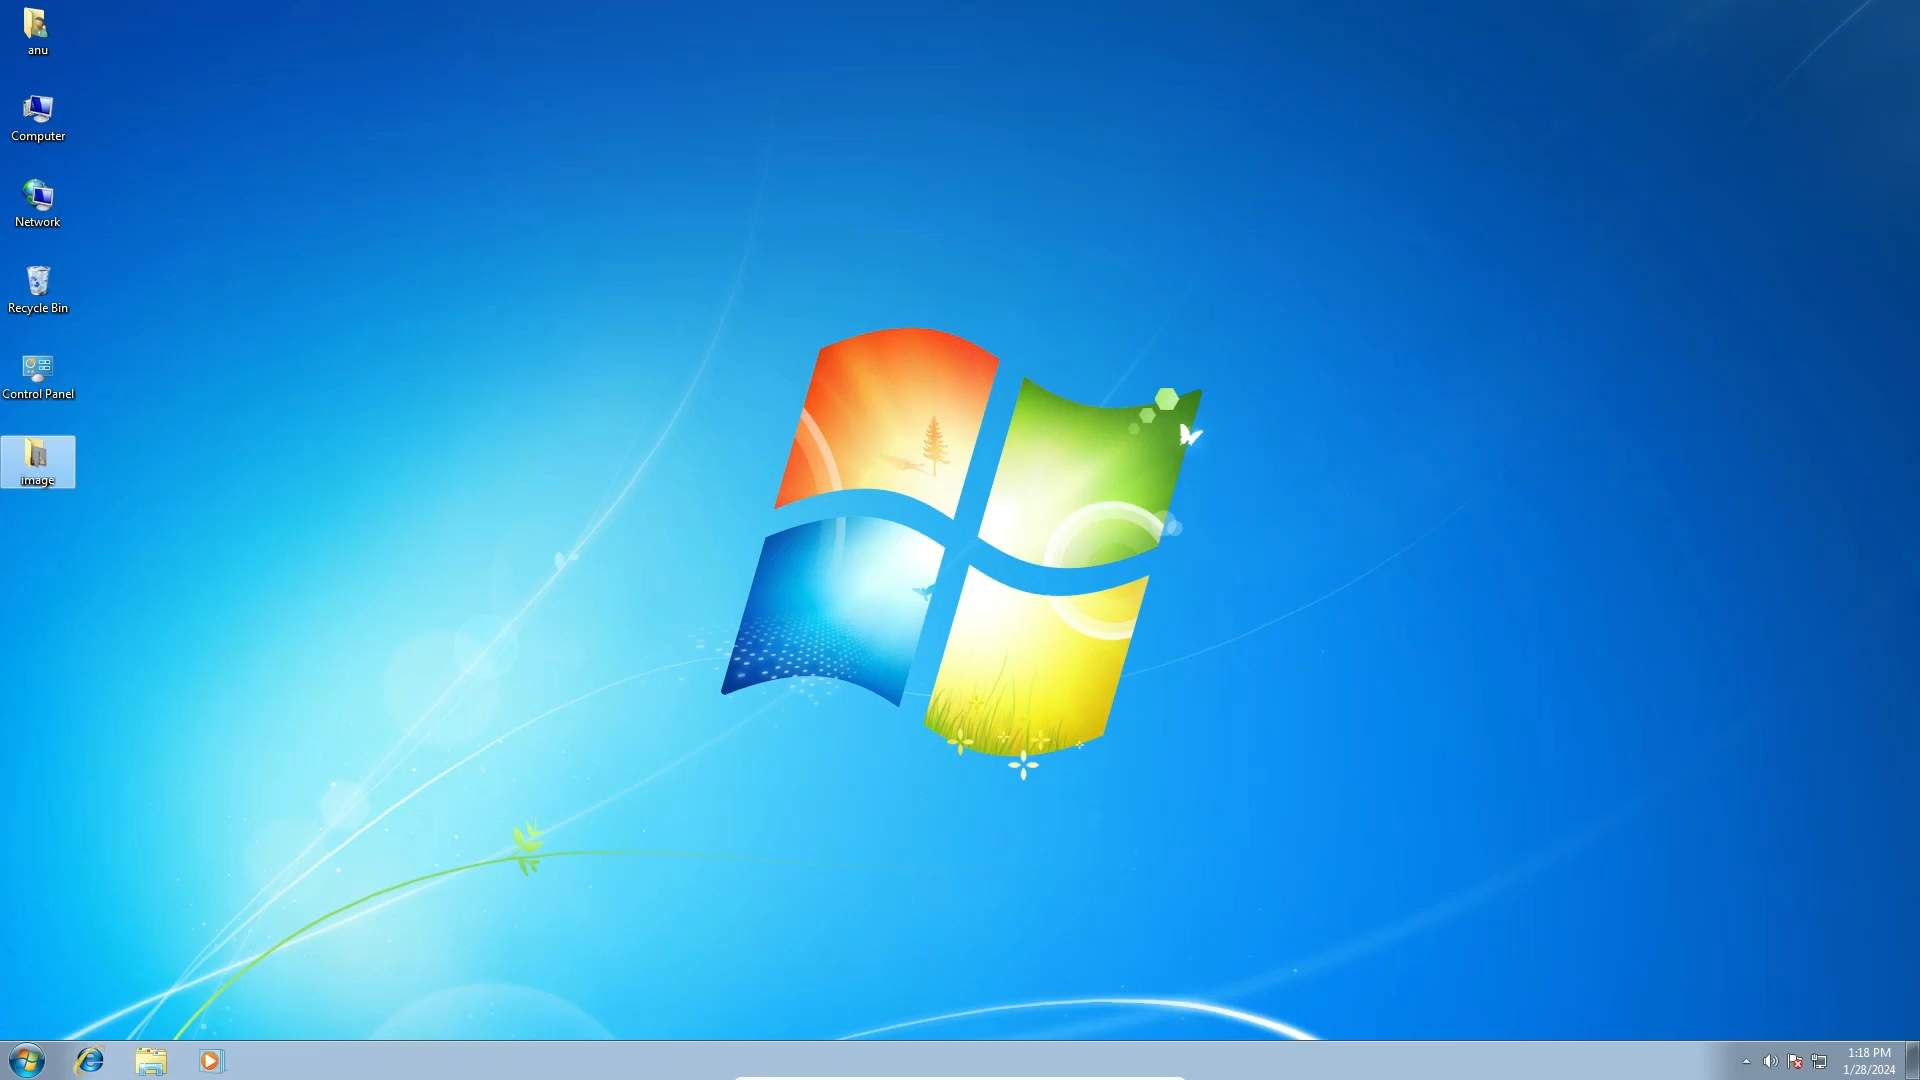 anu
Computer
Network
Recycle Bin
Control Panel
image
1:18 PM
1/28/2024